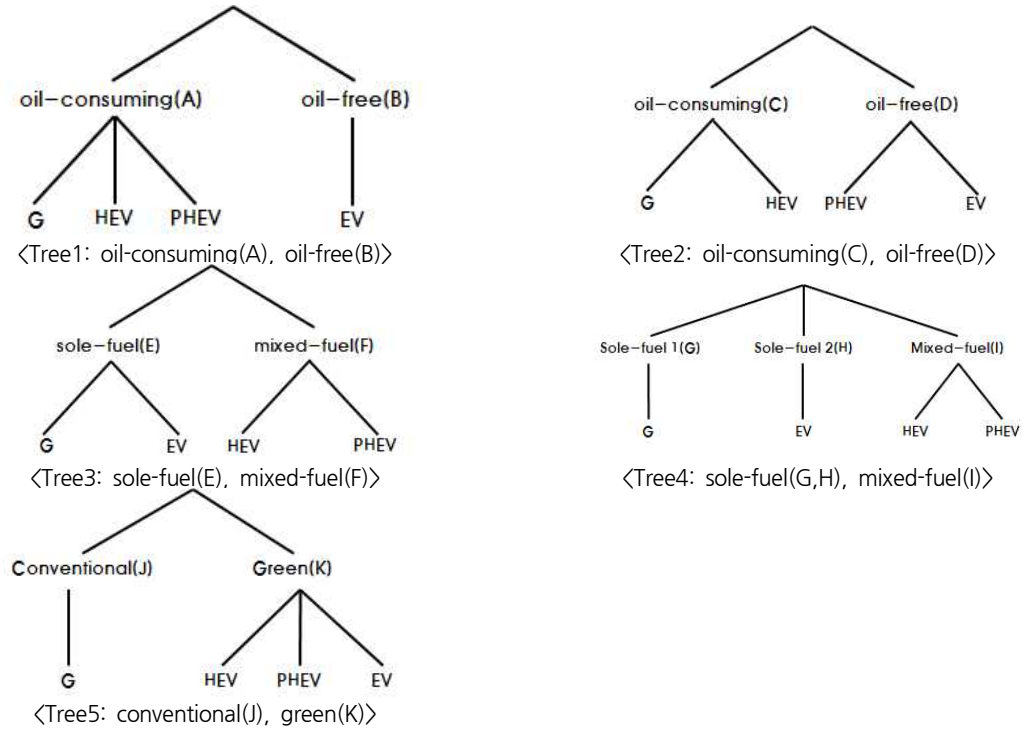 oil-consuming(A) oil-free(B)
G HEV PHEV EV
〈Tree1: oil-consuming(A), oil-free(B)〉
oil-consuming(C) oil-free(D)
G HEV PHEV EV
〈Tree2: oil-consuming(C), oil-free(D)〉
sole-fuel(E) mixed-fuel(F)
G EV HEV PHEV
〈Tree3: sole-fuel(E), mixed-fuel(F)〉
Sole-fuel 1(G) Sole-fuel 2(H) Mixed-fuel(I)
G EV HEV PHEV
〈Tree4: sole-fuel(G,H), mixed-fuel(I)〉
Conventional(J) Green(K)
G HEV PHEV EV
〈Tree5: conventional(J), green(K)〉